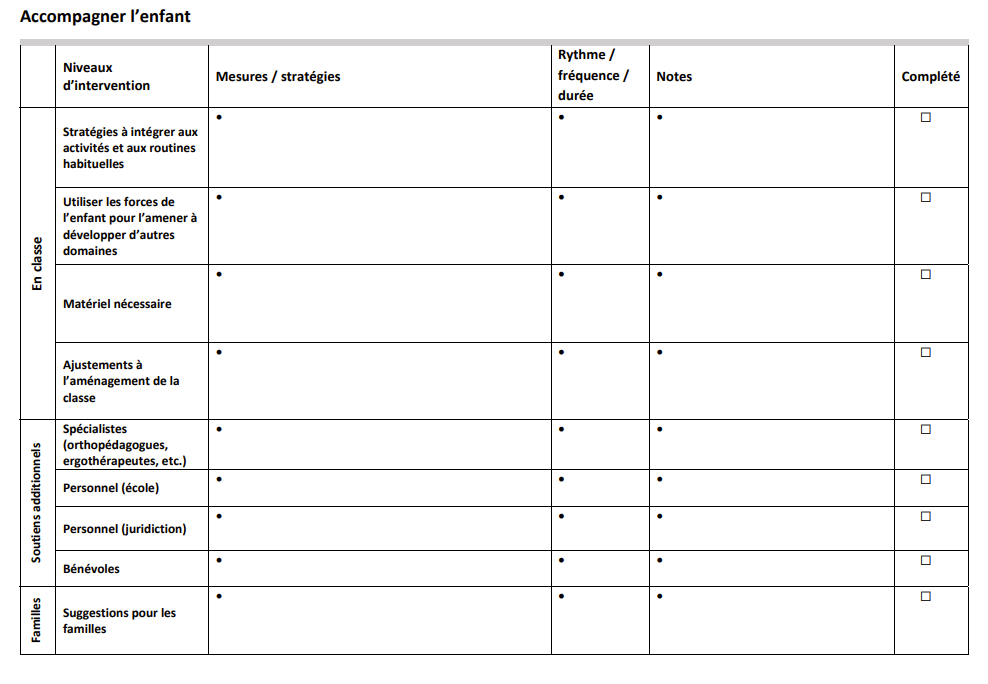 Accompagner l’enfant
Niveaux
d’intervention
Mesures / stratégies
Rythme /
fréquence /
durée
Notes
Complété
En classe
Stratégies à intégrer aux
activités et aux routines
habituelles
• • • ☐
Utiliser les forces de
l’enfant pour l’amener à
développer d’autres
domaines
• • • ☐
Matériel nécessaire
• • • ☐
Ajustements à
l’aménagement de la
classe
• • • ☐
Soutiens additionnels
Spécialistes
(orthopédagogues,
ergothérapeutes, etc.)
• • • ☐
Personnel (école)
• • • ☐
Personnel (juridiction)
• • • ☐
Bénévoles
• • • ☐
Familles
Suggestions pour les
familles
• • • ☐